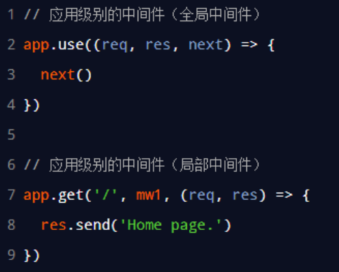 1 // 应用级别的中间件（全局中间件）
2 app.use((req, res, next) => {
3   next()
4 })
5
6 // 应用级别的中间件（局部中间件）
7 app.get('/', mw1, (req, res) => {
8   res.send('Home page.')
9 })